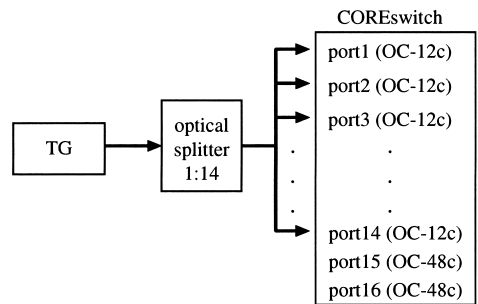 COREswitch
port1 (OC-12c)
port2 (OC-12c)
port3 (OC-12c)
TG
optical
splitter
1:14
port14 (OC-12c)
port15 (OC-48c)
port16 (OC-48c)